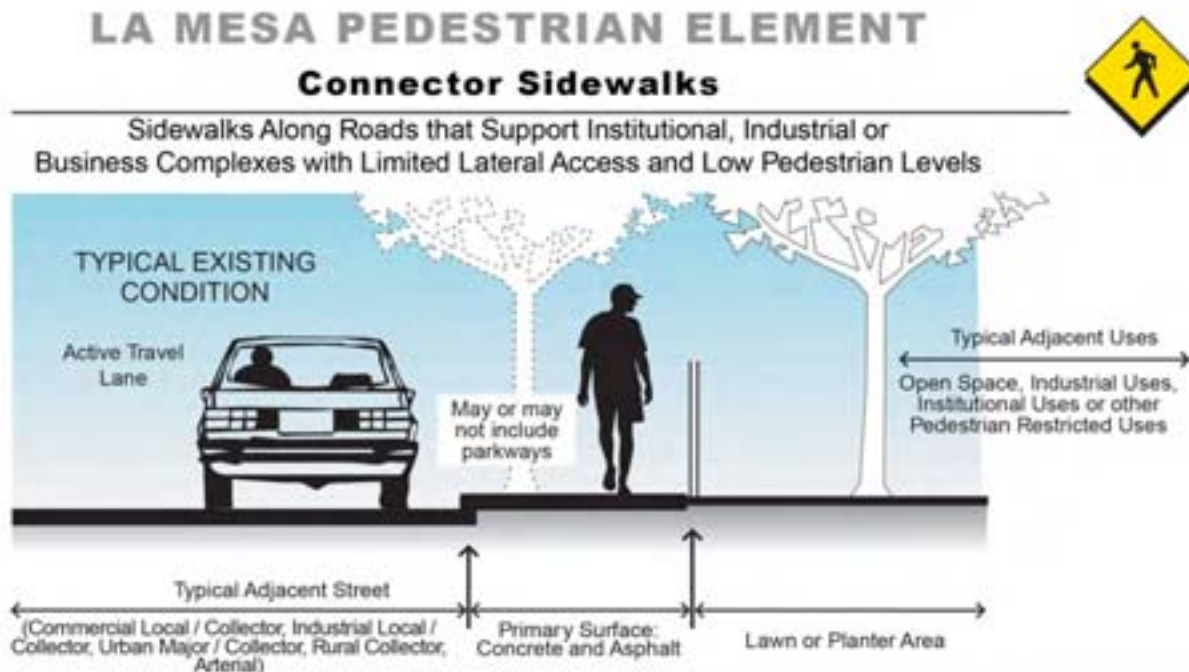 LA MESA PEDESTRIAN ELEMENT
Connector Sidewalks
Sidewalks Along Roads that Support Institutional, Industrial or
Business Complexes with Limited Lateral Access and Low Pedestrian Levels
TYPICAL EXISTING
CONDITION
Active Travel
Lane
May or may
not include
parkways
Typical Adjacent Uses
Open Space, Industrial Uses,
Institutional Uses or other
Pedestrian Restricted Uses
Typical Adjacent Street
(Commercial Local / Collector, Industrial Local /
Collector, Urban Major / Collector, Rural Collector,
Arterial)
Primary Surface:
Concrete and Asphalt
Lawn or Planter Area